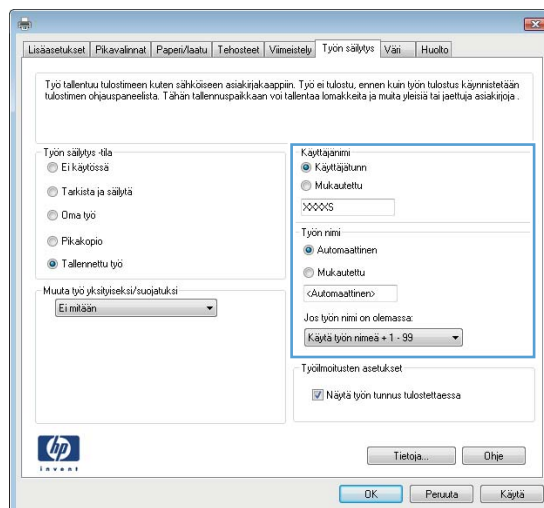 Lisäasetukset Pikavalinnat Paperi/laatu Tehosteet Viimeistely Työn säilytys Väri Huolto
Työ tallentuu tulostimeen kuten sähköiseen asiakirjakaappiin. Työ ei tulostu, ennen kuin työn tulostus käynnistetään
tulostimen ohjauspaneelista. Tähän tallennuspaikkaan voi tallentaa lomakkeita ja muita yleisiä tai jaettuja asiakirjoja .
Työn säilytys -tila
Ei käytössä
Tarkista ja säilytä
Oma työ
Pikakopio
Tallennettu työ
Muuta työ yksityiseksi/suojatuksi
Ei mitään
Käyttäjänimi
Käyttäjätunn
Mukautettu
XXXXS
Työn nimi
Automaattinen
Mukautettu
<Automaattinen>
Jos työn nimi on olemassa:
Käytä työn nimeä + 1 - 99
Työilmoitusten asetukset
Näytä työn tunnus tulostettaessa
hp
invent
Tietoja... Ohje
OK Peruuta Käytä